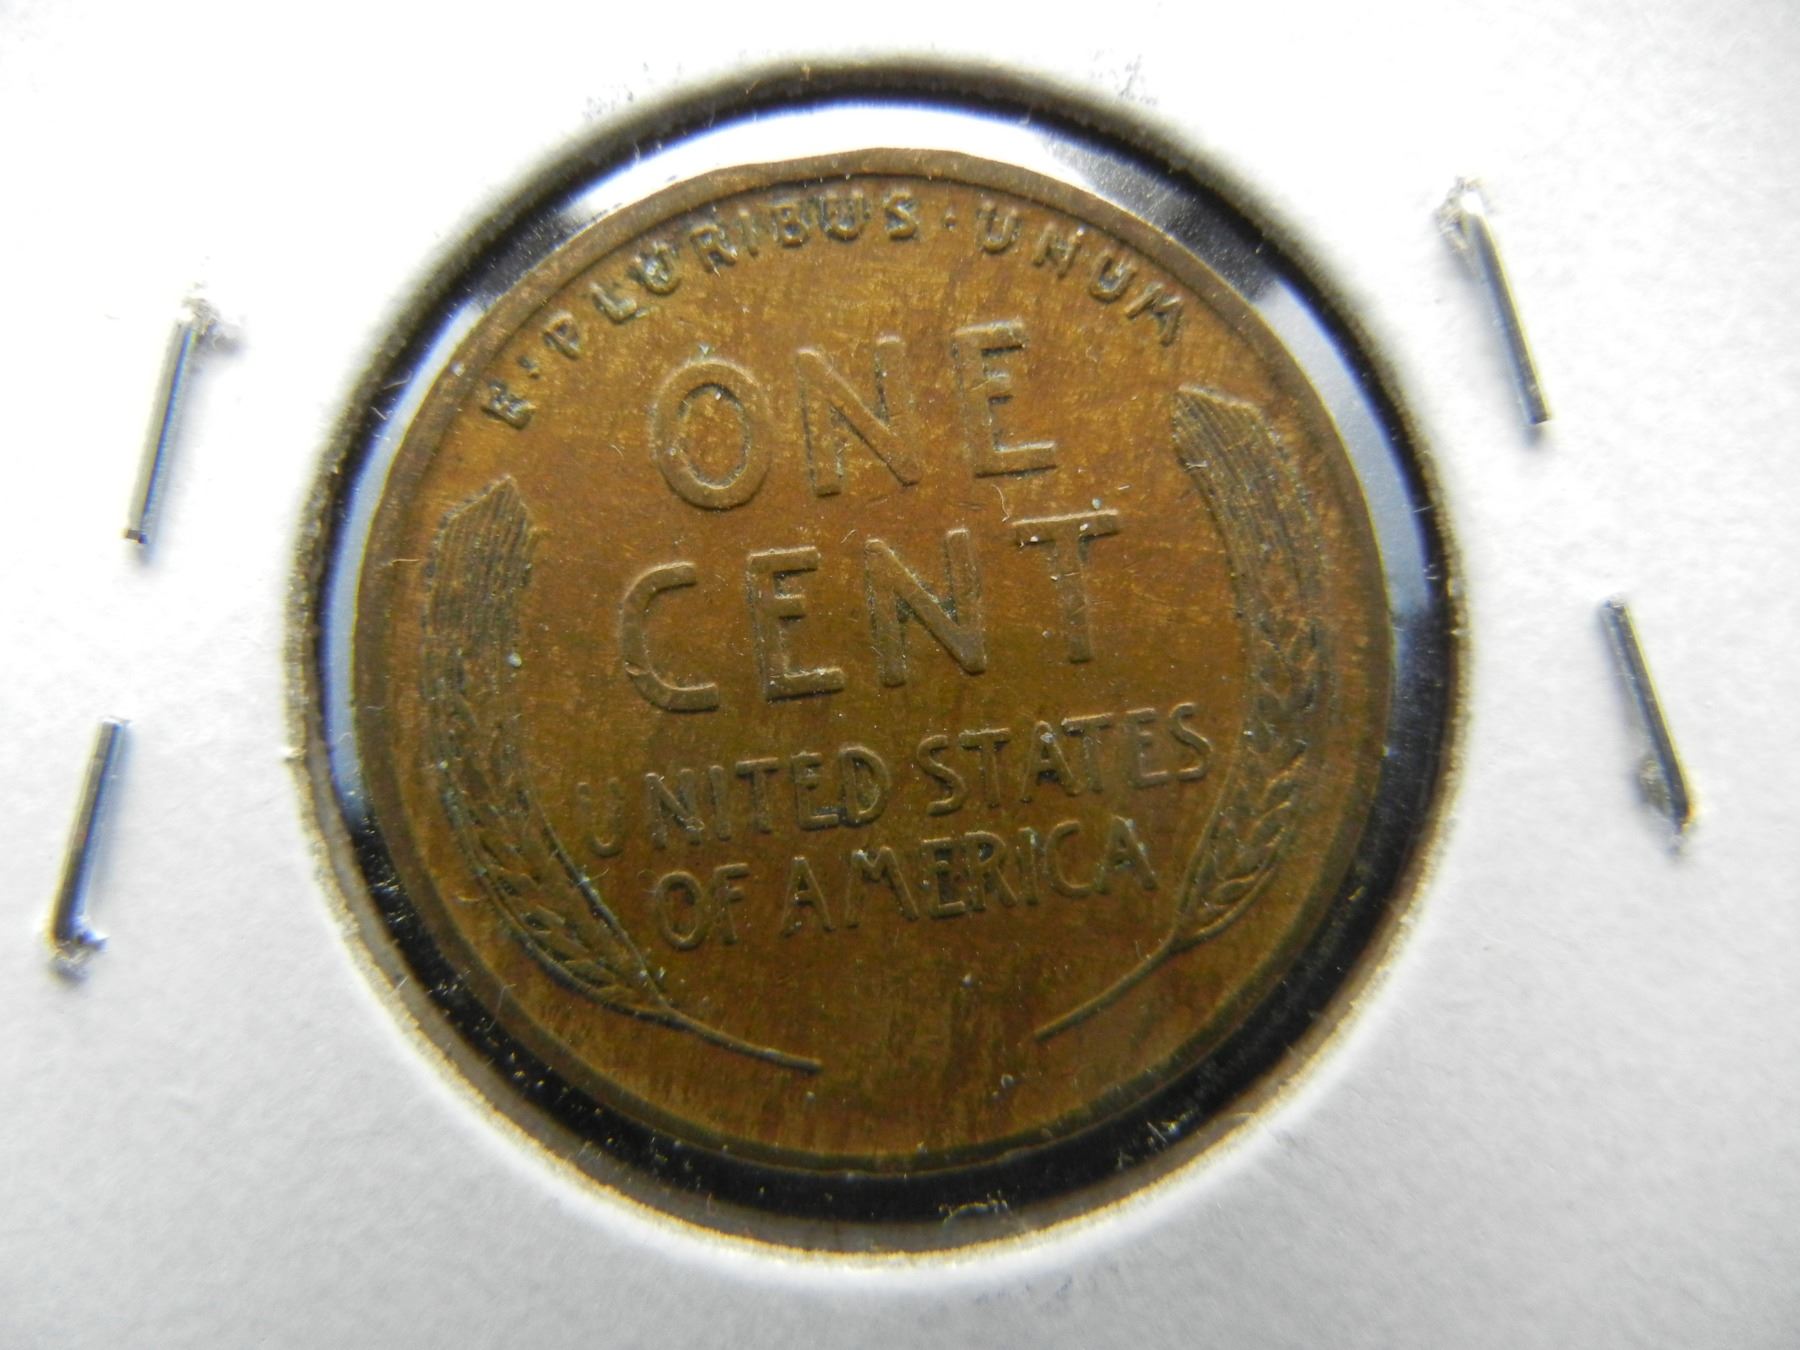 E·PLURIBUS·UNUM
ONE
CENT
UNITED STATES
OF AMERICA